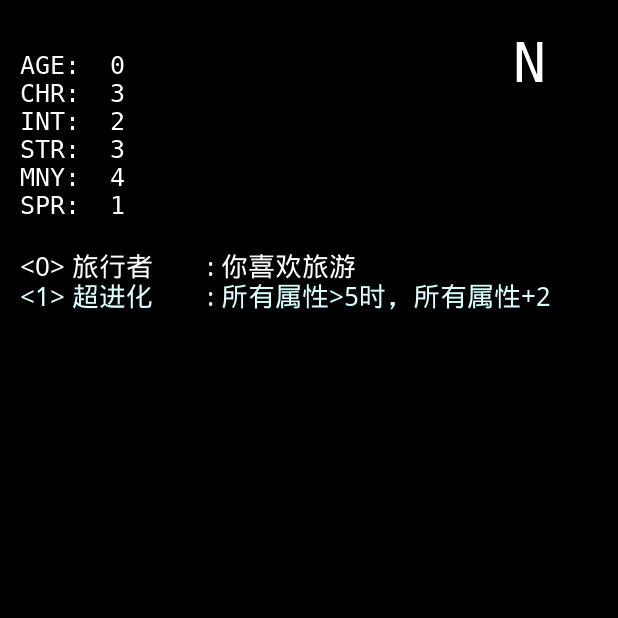 N
AGE: 0
CHR: 3
INT: 2
STR: 3
MNY: 4
SPR: 1
<0> 旅行者 : 你喜欢旅游
<1> 超进化 : 所有属性>5时，所有属性+2